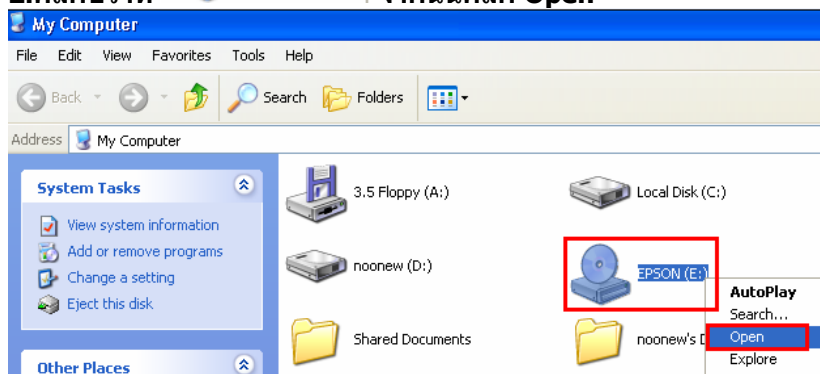 Open
My Computer
File Edit View Favorites Tools Help
Back Search Folders
Address My Computer
System Tasks
View system information
Add or remove programs
Change a setting
Eject this disk
Other Places
3.5 Floppy (A:) Local Disk (C:)
noonew (D:) EPSON (E:)
Shared Documents noonew's D
AutoPlay
Search...
Open
Explore